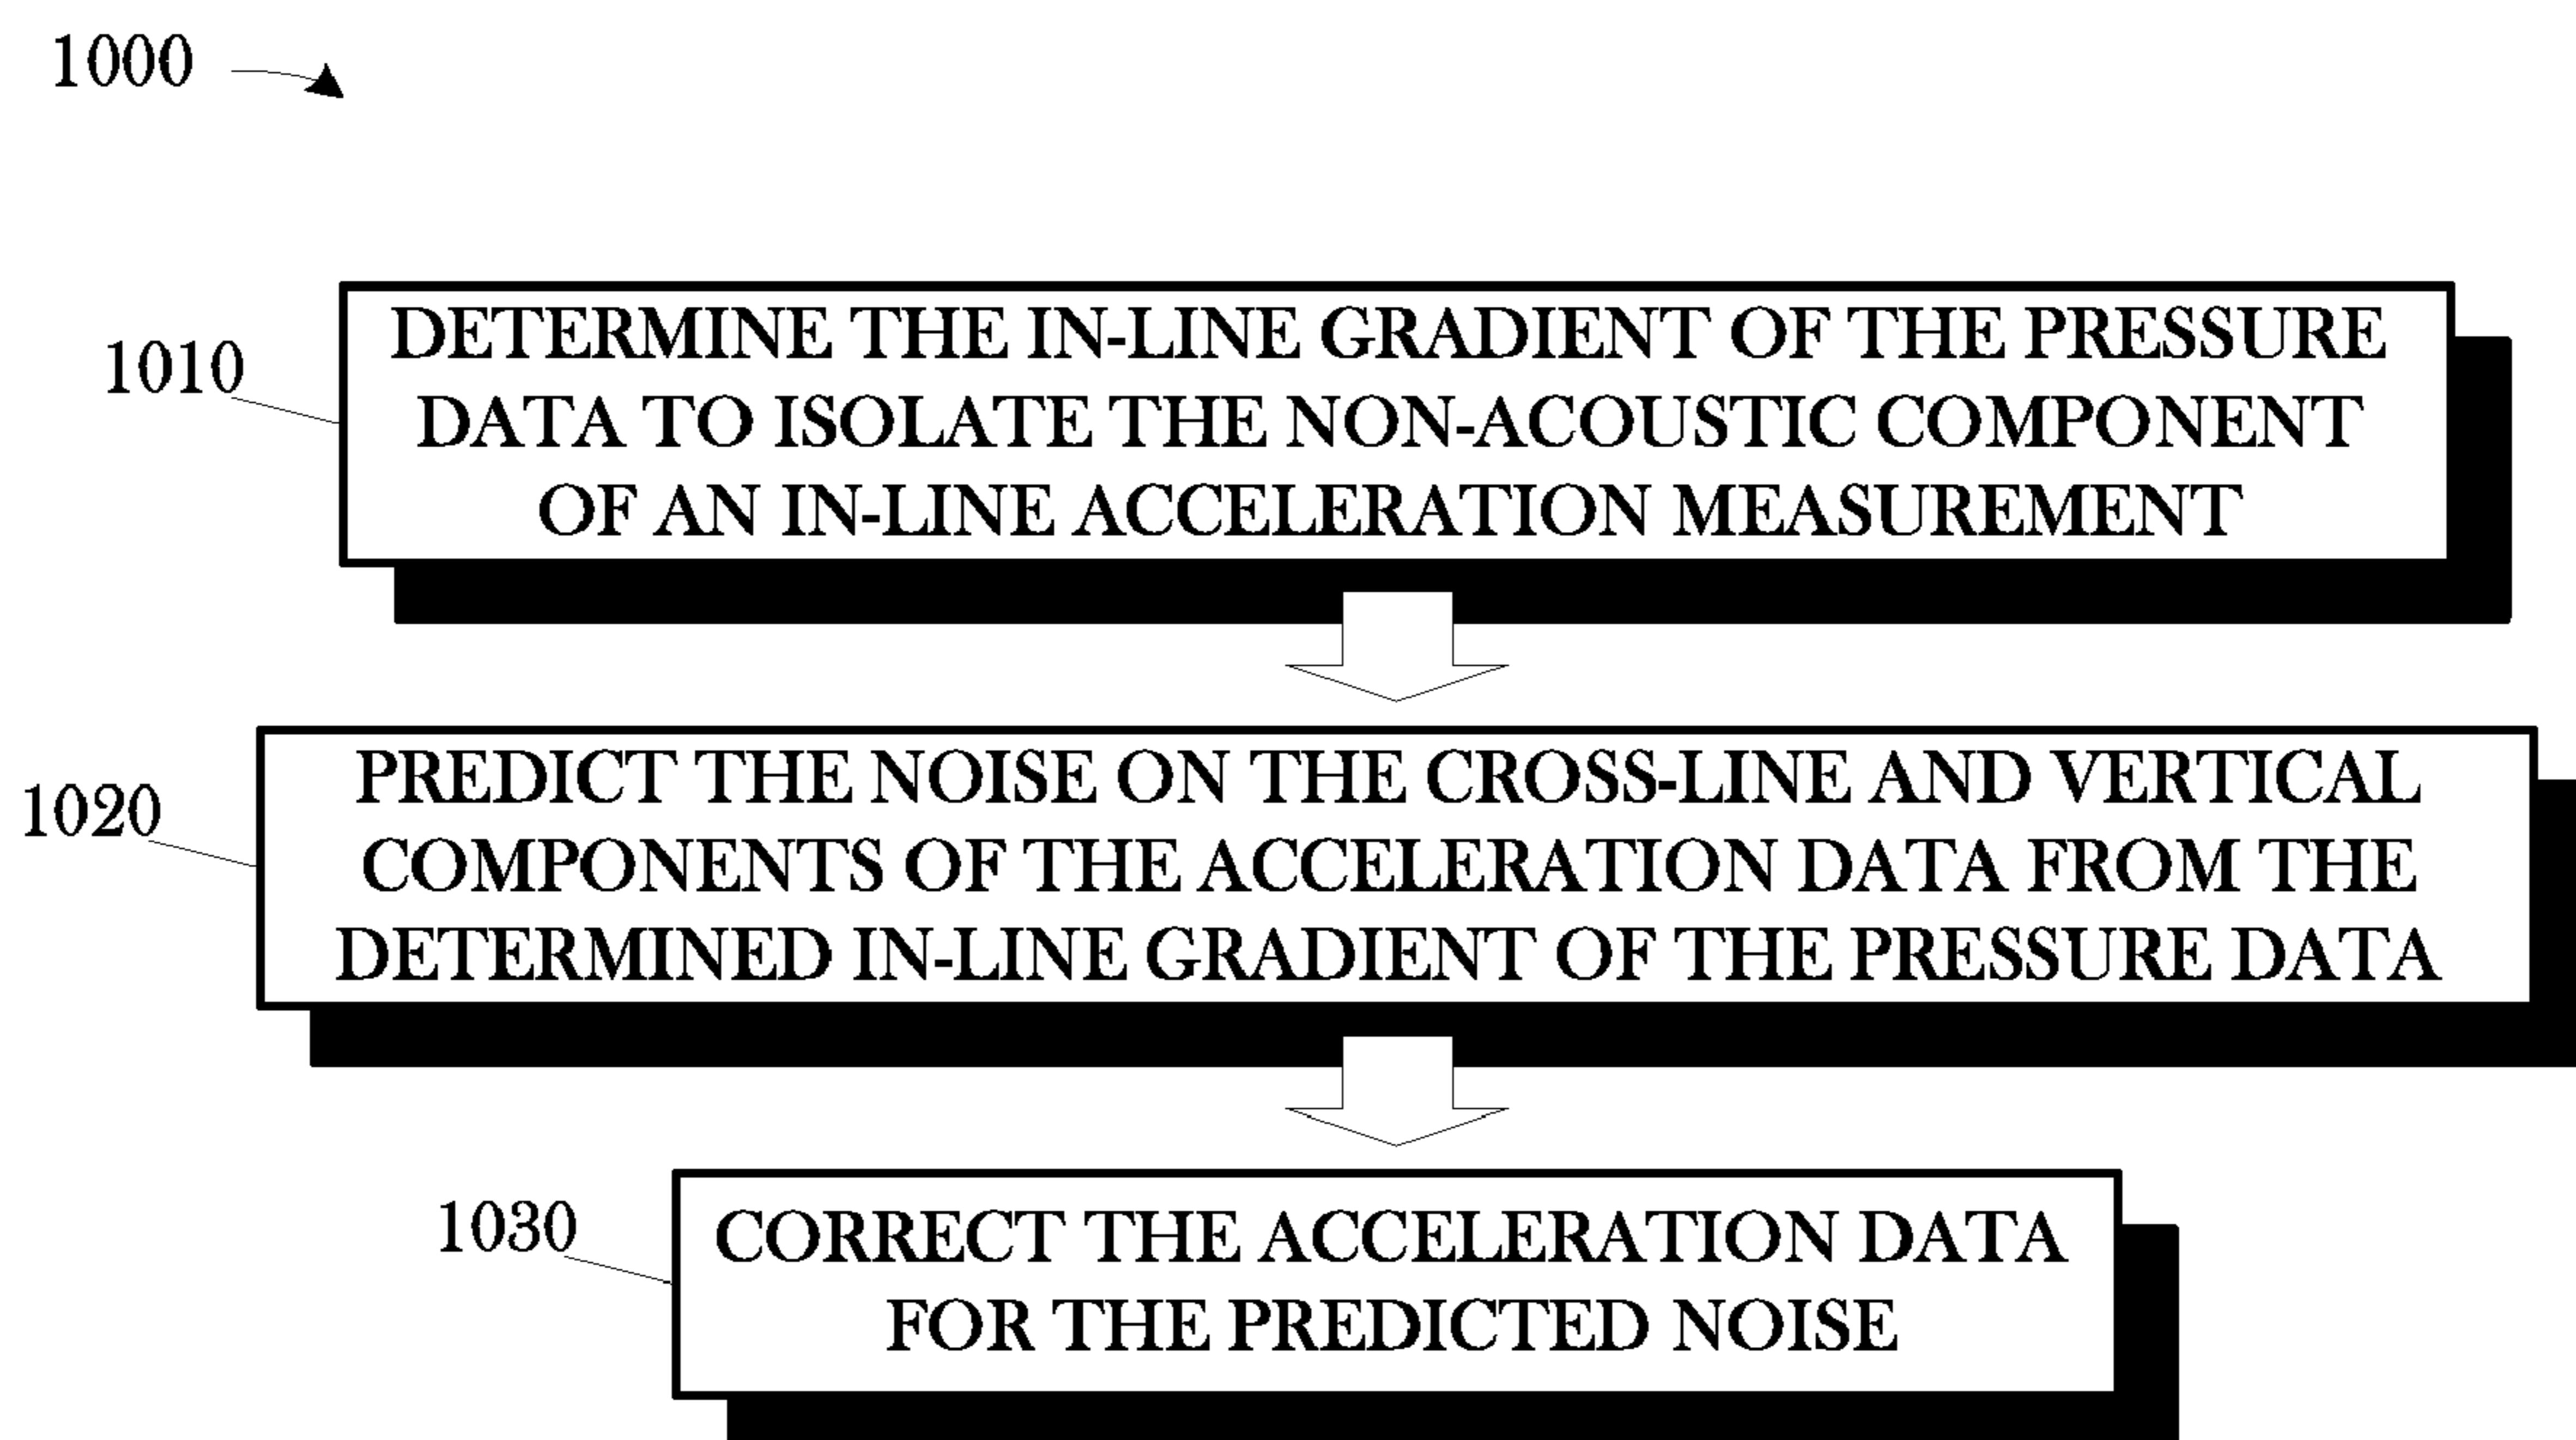 1000
1010
DETERMINE THE IN-LINE GRADIENT OF THE PRESSURE
DATA TO ISOLATE THE NON-ACOUSTIC COMPONENT
OF AN IN-LINE ACCELERATION MEASUREMENT
1020
PREDICT THE NOISE ON THE CROSS-LINE AND VERTICAL
COMPONENTS OF THE ACCELERATION DATA FROM THE
DETERMINED IN-LINE GRADIENT OF THE PRESSURE DATA
1030
CORRECT THE ACCELERATION DATA
FOR THE PREDICTED NOISE